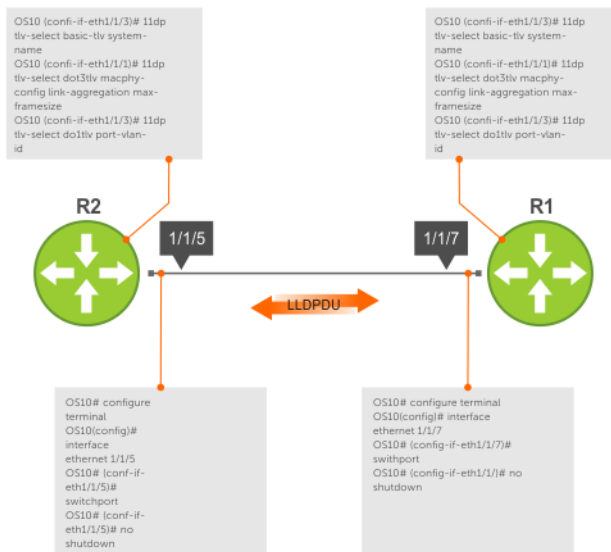 OS10 (confi-if-eth1/1/3)# 11dp
tlv-select basic-tlv system-
name
OS10 (confi-if-eth1/1/1)# 11dp
tlv-select dot3tlv macphy-
config link-aggregation max-
framesize
OS10 (confi-if-eth1/1/3)# 11dp
tlv-select do1tlv port-vlan-
id
OS10 (confi-if-eth1/1/3)# 11dp
tlv-select basic-tlv system-
name
OS10 (confi-if-eth1/1/1)# 11dp
tlv-select dot3tlv macphy-
config link-aggregation max-
framesize
OS10 (confi-if-eth1/1/3)# 11dp
tlv-select do1tlv port-vlan-
id
R2
R1
1/1/5
1/1/7
LLDPDU
OS10# configure
terminal
OS10(config)#
interface
ethernet 1/1/5
OS10# (conf-if-
eth1/1/5)#
switchport
OS10# (conf-if-
eth1/1/5)# no
shutdown
OS10# configure terminal
OS10(config)# interface
ethernet 1/1/7
OS10# (config-if-eth1/1/7)#
swithport
OS10# (config-if-eth1/1/)# no
shutdown